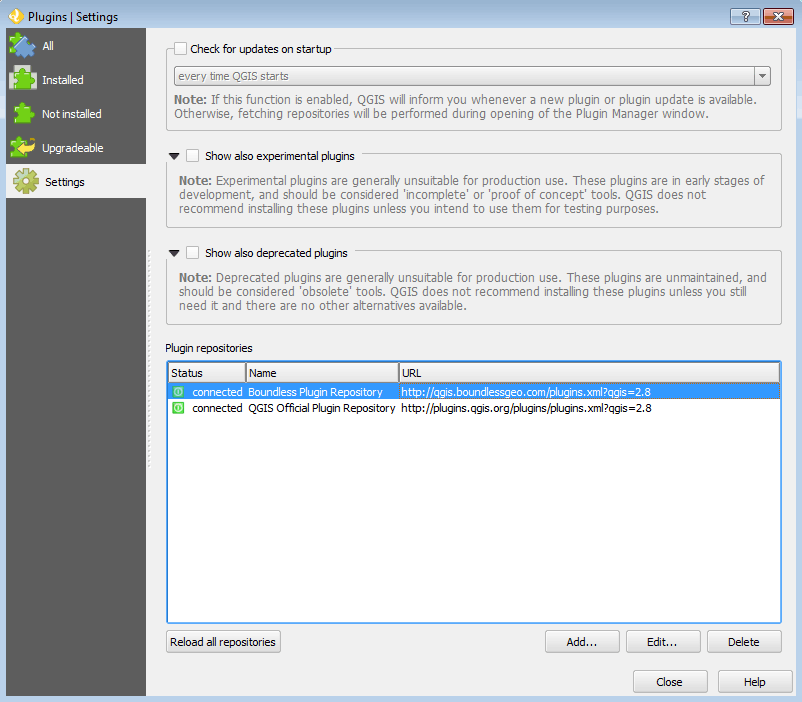 Plugins | Settings
All
Installed
Not installed
Upgradeable
Settings
Check for updates on startup
every time QGIS starts
Note: If this function is enabled, QGIS will inform you whenever a new plugin or plugin update is available.
Otherwise, fetching repositories will be performed during opening of the Plugin Manager window.
Show also experimental plugins
Note: Experimental plugins are generally unsuitable for production use. These plugins are in early stages of
development, and should be considered 'incomplete' or 'proof of concept' tools. QGIS does not
recommend installing these plugins unless you intend to use them for testing purposes.
Show also deprecated plugins
Note: Deprecated plugins are generally unsuitable for production use. These plugins are unmaintained, and
should be considered 'obsolete' tools. QGIS does not recommend installing these plugins unless you still
need it and there are no other alternatives available.
Plugin repositories
Status Name URL
connected Boundless Plugin Repository http://qgis.boundlessgeo.com/plugins.xml?qgis=2.8
connected QGIS Official Plugin Repository http://plugins.qgis.org/plugins/plugins.xml?qgis=2.8
Reload all repositories Add... Edit... Delete
Close Help